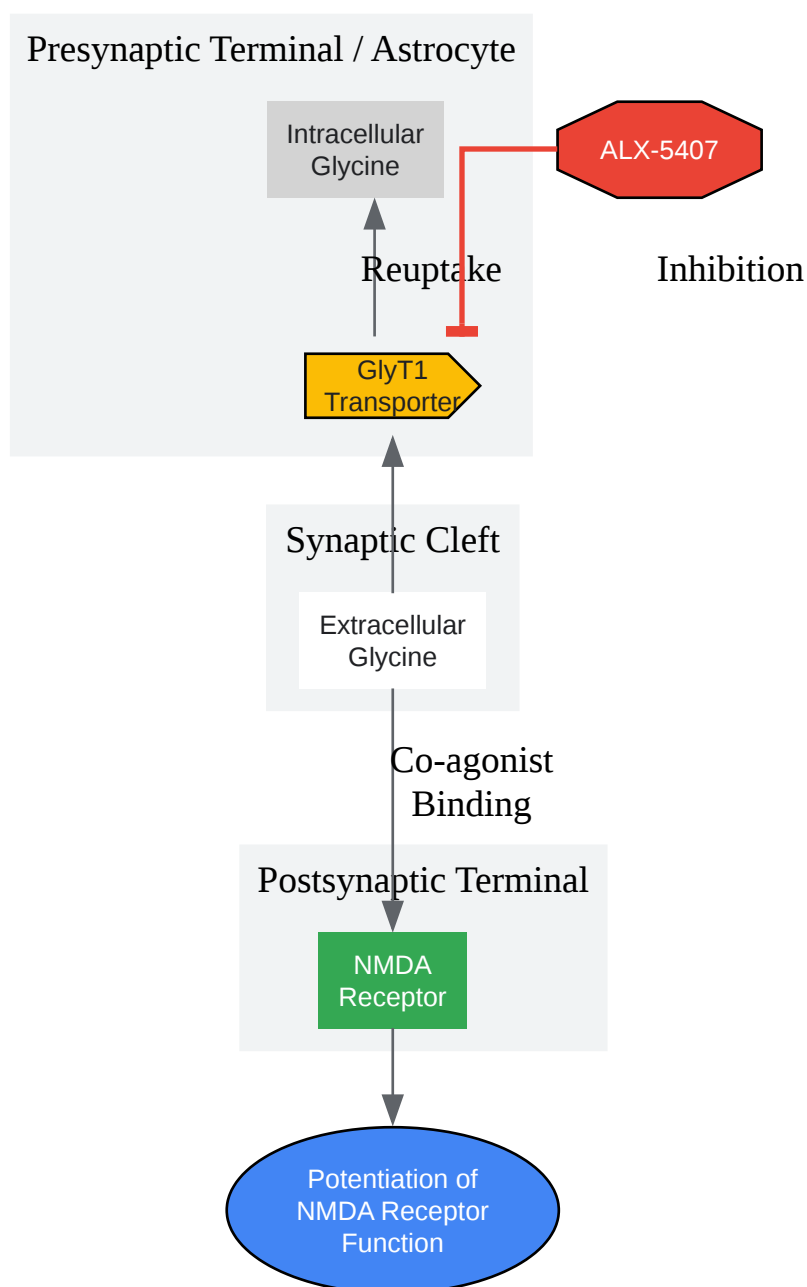 Presynaptic Terminal / Astrocyte
Intracellular
Glycine
ALX-5407
Reuptake
Inhibition
GlyT1
Transporter
Synaptic Cleft
Extracellular
Glycine
Co-agonist
Binding
Postsynaptic Terminal
NMDA
Receptor
Potentiation of
NMDA Receptor
Function